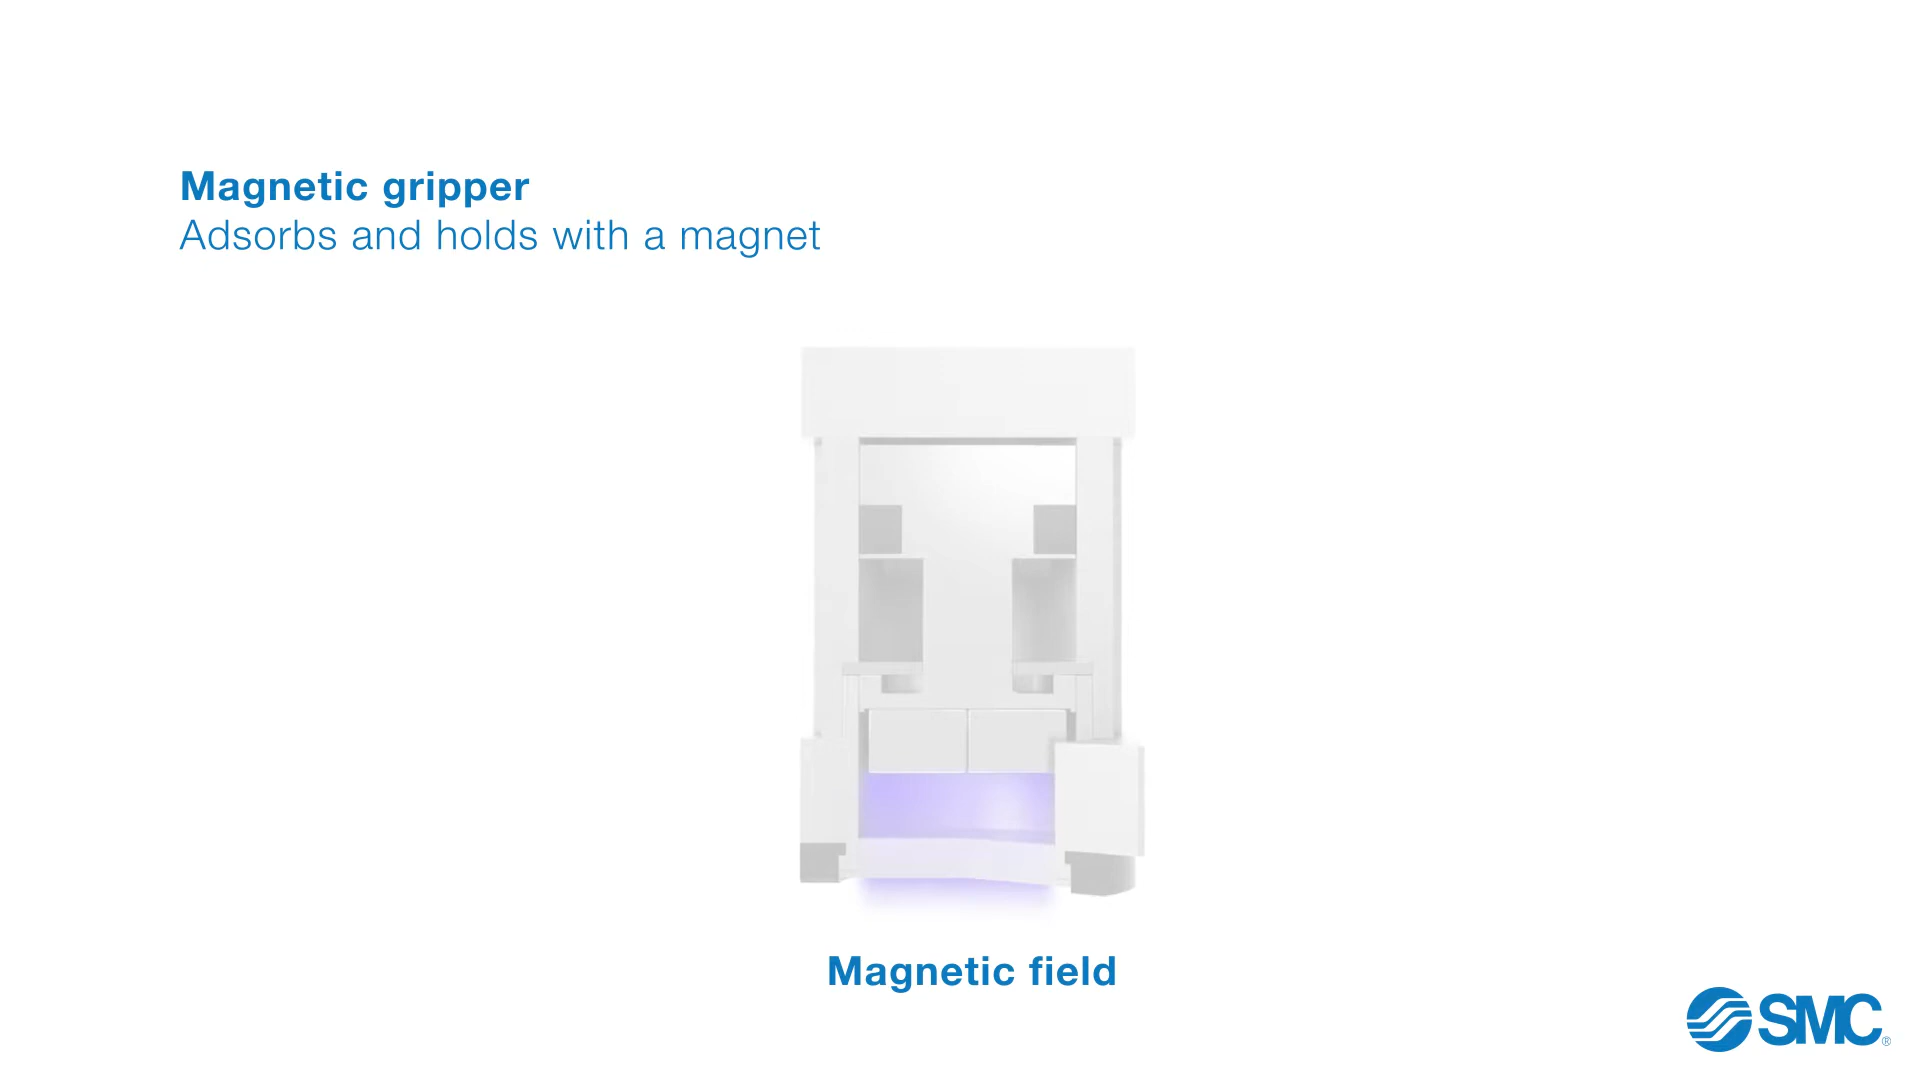 Magnetic gripper
Adsorbs and holds with a magnet
Magnetic field
SMC®